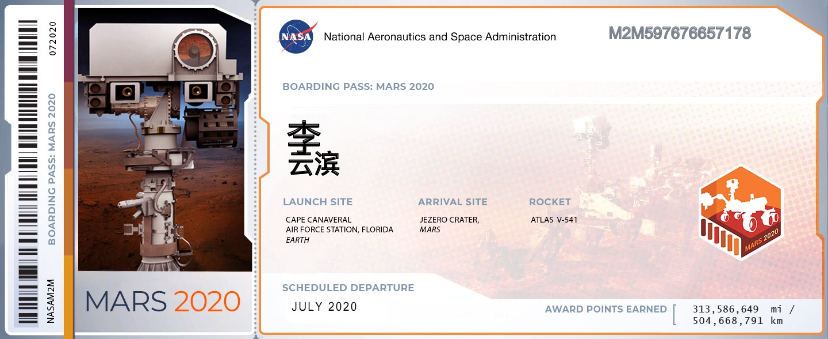 072020
BOARDING PASS: MARS 2020
NASAM2M
MARS 2020
NASA
National Aeronautics and Space Administration
M2M597676657178
BOARDING PASS: MARS 2020
李
云滨
LAUNCH SITE
CAPE CANAVERAL
AIR FORCE STATION, FLORIDA
EARTH
ARRIVAL SITE
JEZERO CRATER,
MARS
ROCKET
ATLAS V-541
MARS 2020
SCHEDULED DEPARTURE
JULY 2020
AWARD POINTS EARNED
313,586,649 mi /
504,668,791 km